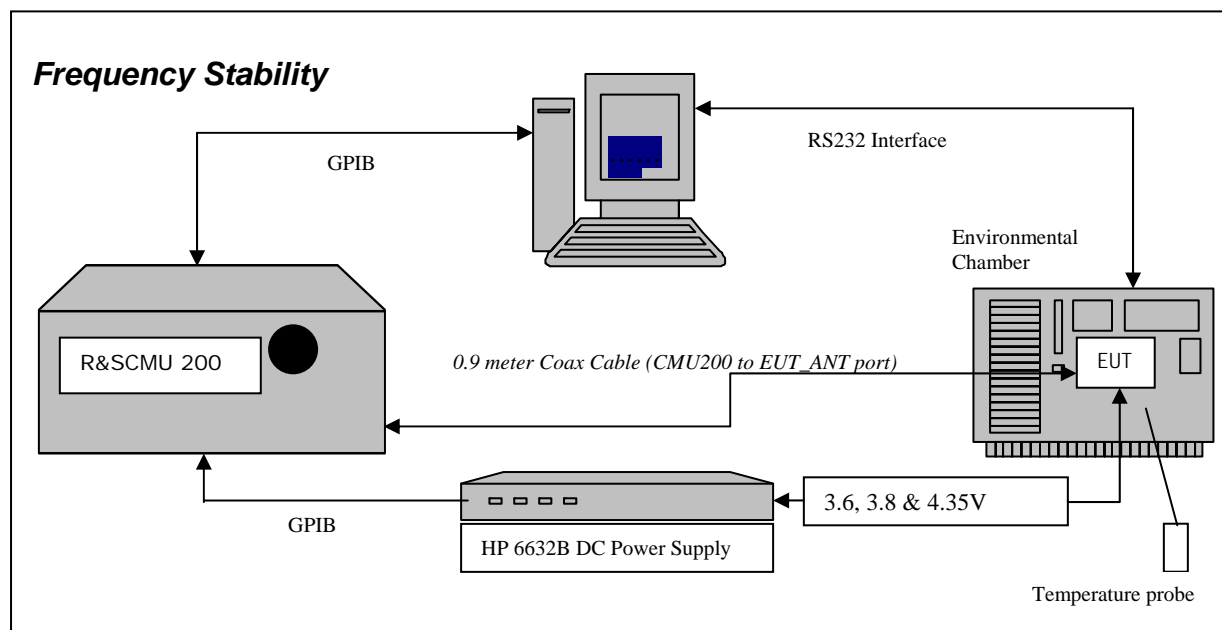 Frequency Stability
GPIB
RS232 Interface
Environmental
Chamber
R&SCMU 200
0.9 meter Coax Cable (CMU200 to EUT_ANT port)
EUT
GPIB
3.6, 3.8 & 4.35V
HP 6632B DC Power Supply
Temperature probe